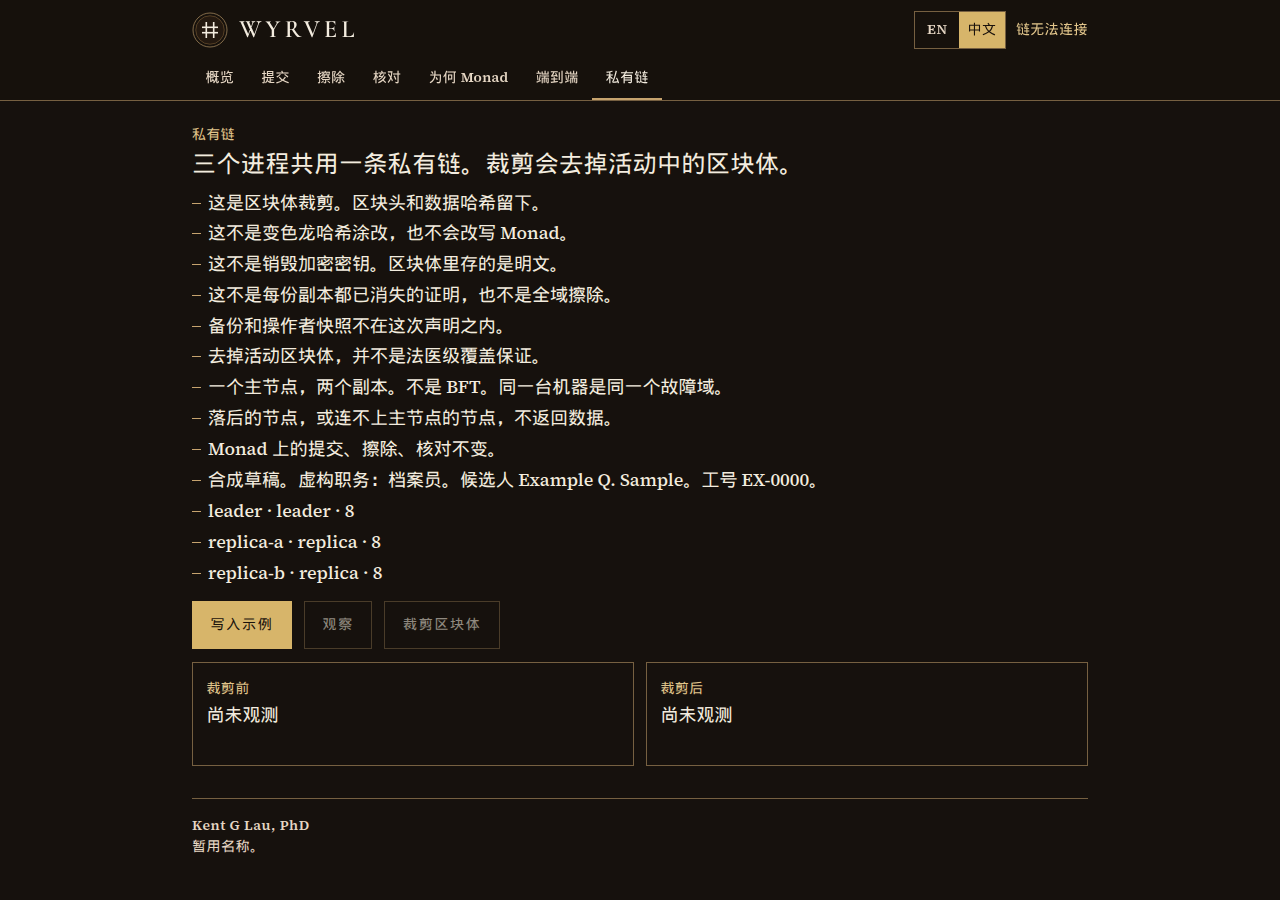 WYRVEL
EN 中文 链无法连接
概览 提交 擦除 核对 为何 Monad 端到端 私有链
私有链
三个进程共用一条私有链。裁剪会去掉活动中的区块体。
– 这是区块体裁剪。区块头和数据哈希留下。
– 这不是变色龙哈希涂改，也不会改写 Monad。
– 这不是销毁加密密钥。区块体里存的是明文。
– 这不是每份副本都已消失的证明，也不是全域擦除。
– 备份和操作者快照不在这次声明之内。
– 去掉活动区块体，并不是法医级覆盖保证。
– 一个主节点，两个副本。不是 BFT。同一台机器是同一个故障域。
– 落后的节点，或连不上主节点的节点，不返回数据。
– Monad 上的提交、擦除、核对不变。
– 合成草稿。虚构职务：档案员。候选人 Example Q. Sample。工号 EX-0000。
– leader · leader · 8
– replica-a · replica · 8
– replica-b · replica · 8
写入示例 观察 裁剪区块体
裁剪前
尚未观测
裁剪后
尚未观测
Kent G Lau, PhD
暂用名称。